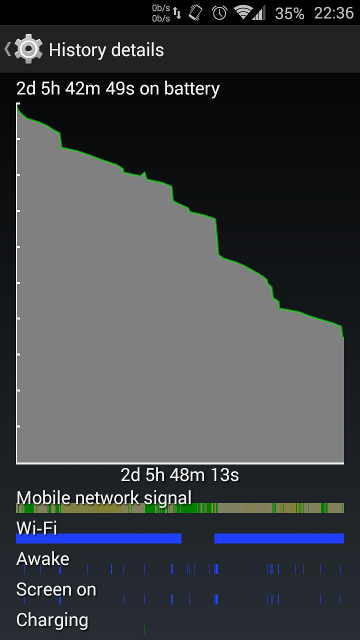 0b/s
0b/s
35% 22:36
History details
2d 5h 42m 49s on battery
2d 5h 48m 13s
Mobile network signal
Wi-Fi
Awake
Screen on
Charging